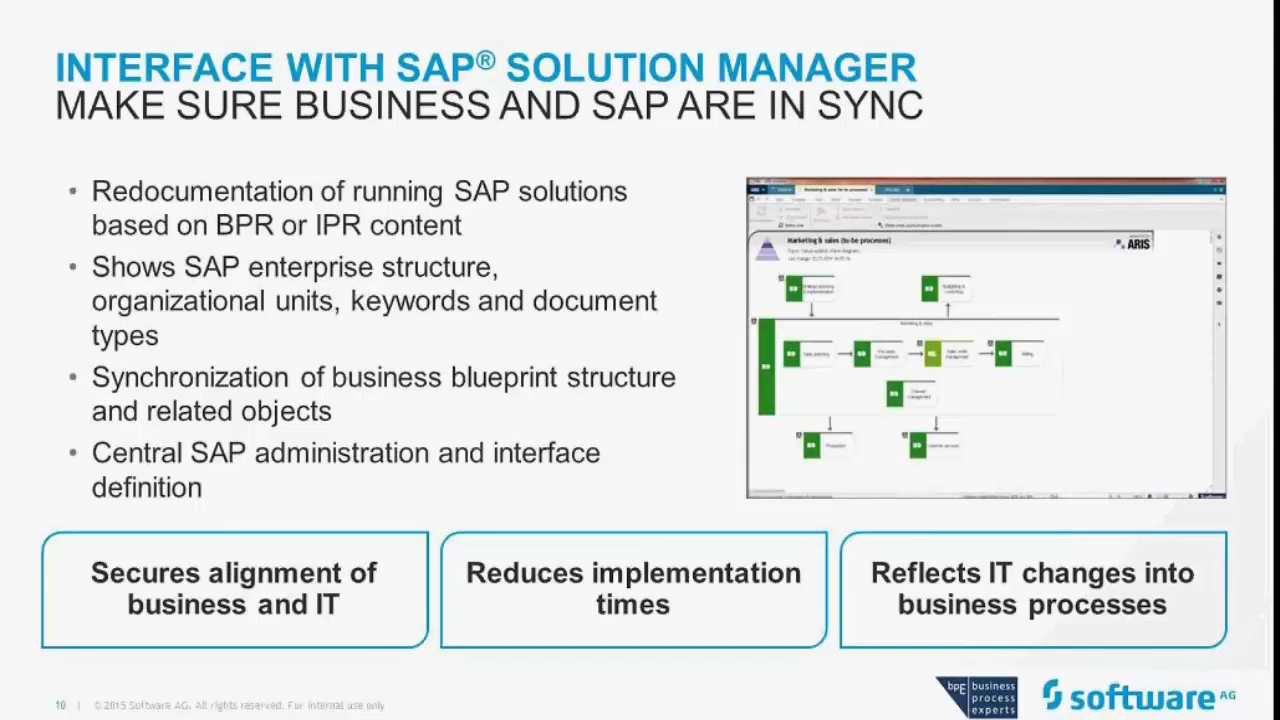 INTERFACE WITH SAP® SOLUTION MANAGER
MAKE SURE BUSINESS AND SAP ARE IN SYNC
• Redocumentation of running SAP solutions
based on BPR or IPR content
• Shows SAP enterprise structure,
organizational units, keywords and document
types
• Synchronization of business blueprint structure
and related objects
• Central SAP administration and interface
definition
Marketing & sales (to-be processes)
ARIS
Marketing & sales
Billing
Secures alignment of
business and IT
Reduces implementation
times
Reflects IT changes into
business processes
10 | © 2015 Software AG. All rights reserved. For internal use only
bpE business
process
experts
software AG